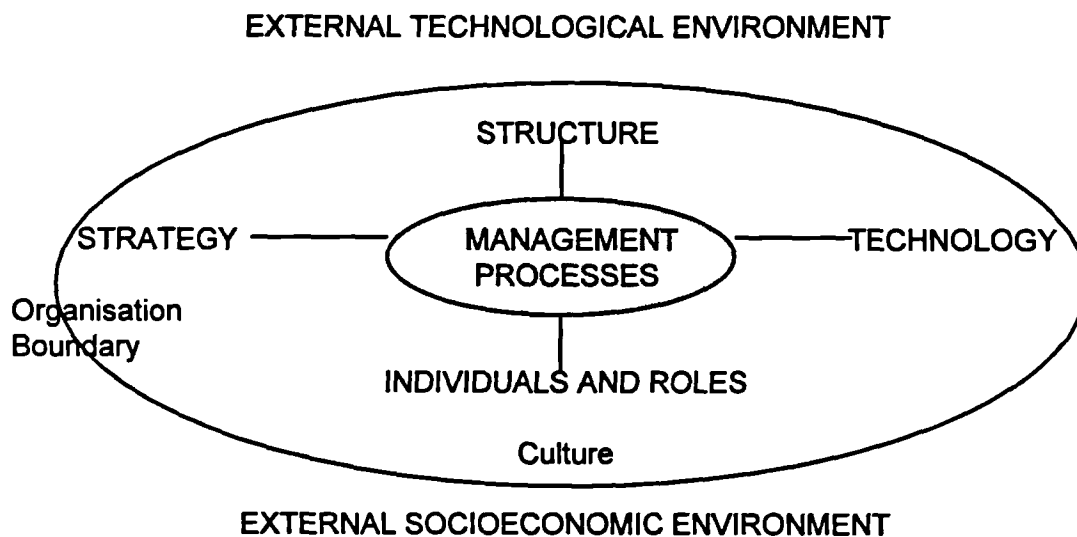 EXTERNAL TECHNOLOGICAL ENVIRONMENT
STRUCTURE
STRATEGY
MANAGEMENT
PROCESSES
TECHNOLOGY
Organisation
Boundary
INDIVIDUALS AND ROLES
Culture
EXTERNAL SOCIOECONOMIC ENVIRONMENT